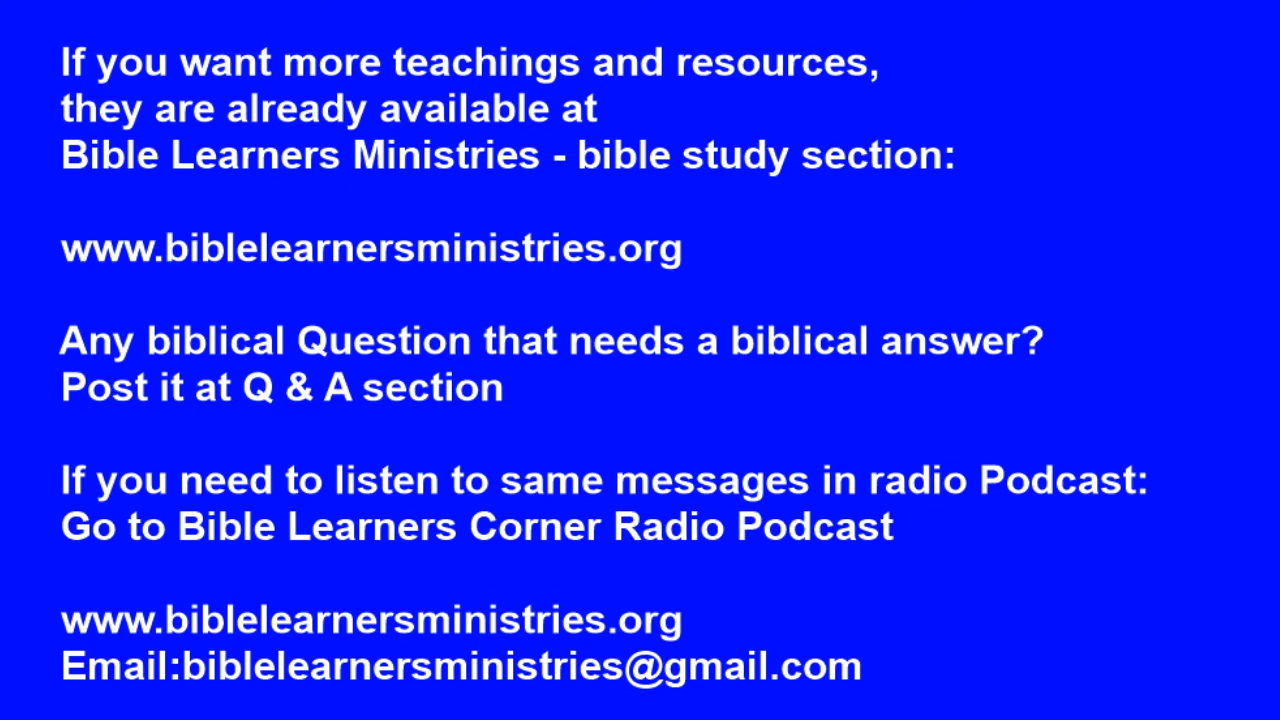 If you want more teachings and resources,
they are already available at
Bible Learners Ministries - bible study section:
www.biblelearnersministries.org
Any biblical Question that needs a biblical answer?
Post it at Q & A section
If you need to listen to same messages in radio Podcast:
Go to Bible Learners Corner Radio Podcast
www.biblelearnersministries.org
Email:biblelearnersministries@gmail.com